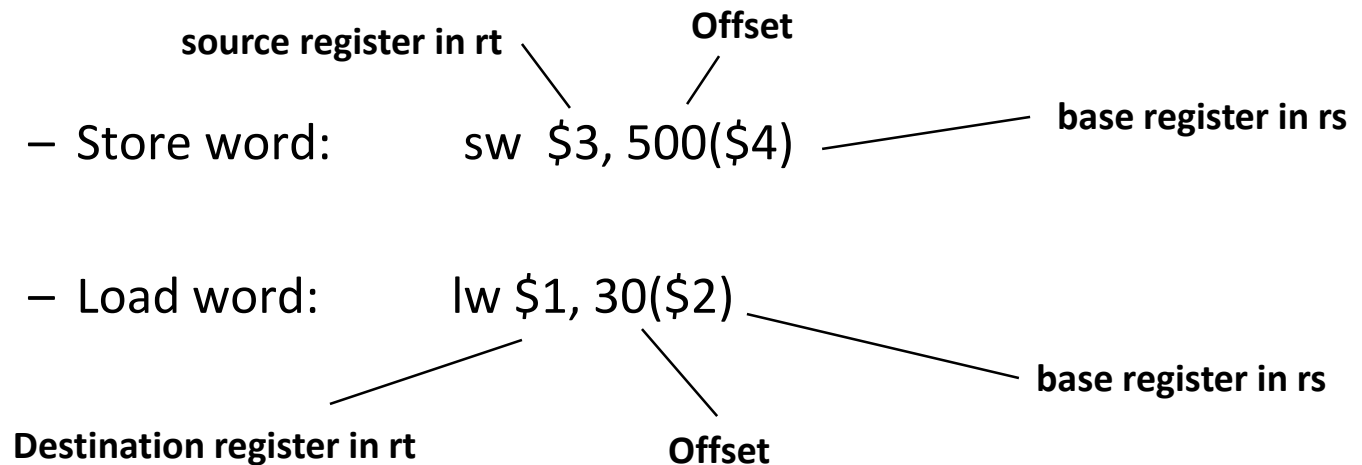 source register in rt
Offset
– Store word: sw $3, 500($4)
base register in rs
– Load word: lw $1, 30($2)
base register in rs
Destination register in rt
Offset